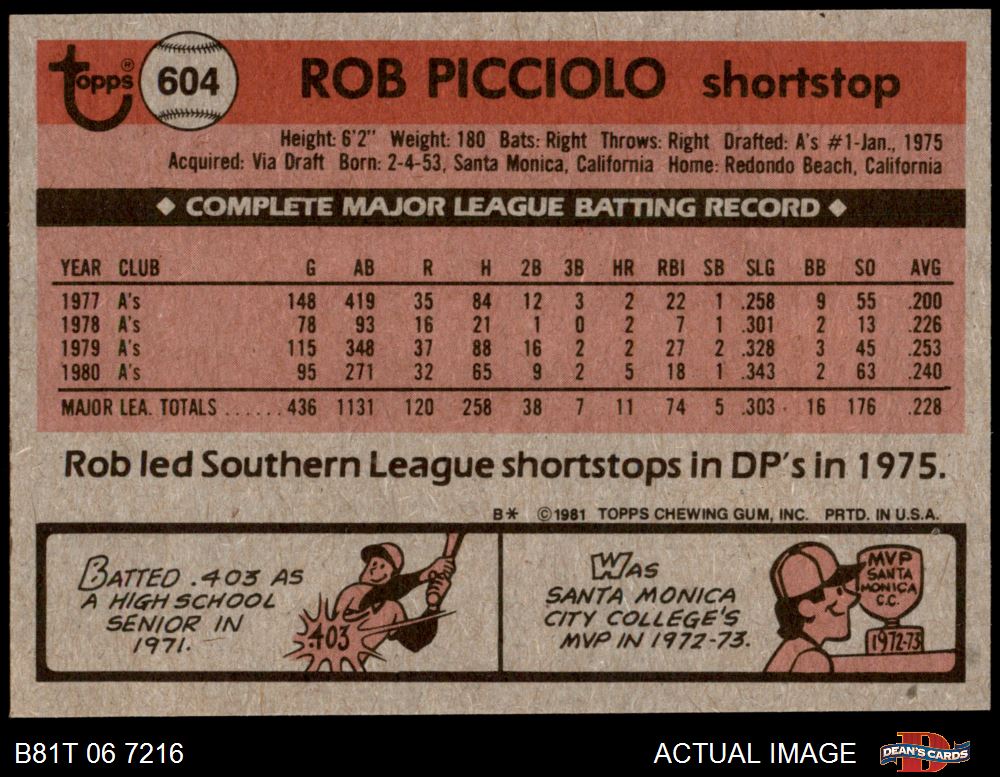 Topps® 604 ROB PICCIOLO shortstop
Height: 6'2" Weight: 180 Bats: Right Throws: Right Drafted: A's #1-Jan., 1975
Acquired: Via Draft Born: 2-4-53, Santa Monica, California Home: Redondo Beach, California
◆ COMPLETE MAJOR LEAGUE BATTING RECORD ◆
YEAR CLUB G AB R H 2B 3B HR RBI SB SLG BB SO AVG
1977 A's 148 419 35 84 12 3 2 22 1 .258 9 55 .200
1978 A's 78 93 16 21 1 0 2 7 1 .301 2 13 .226
1979 A's 115 348 37 88 16 2 2 27 2 .328 3 45 .253
1980 A's 95 271 32 65 9 2 5 18 1 .343 2 63 .240
MAJOR LEA. TOTALS ...... 436 1131 120 258 38 7 11 74 5 .303 16 176 .228
Rob led Southern League shortstops in DP's in 1975.
B* ©1981 TOPPS CHEWING GUM, INC. PRTD. IN U.S.A.
BATTED .403 AS
A HIGH SCHOOL
SENIOR IN
1971.
.403
WAS
SANTA MONICA
CITY COLLEGE'S
MVP IN 1972-73.
MVP
SANTA
MONICA
C.C.
1972-73
B81T 06 7216 ACTUAL IMAGE DEAN'S CARDS